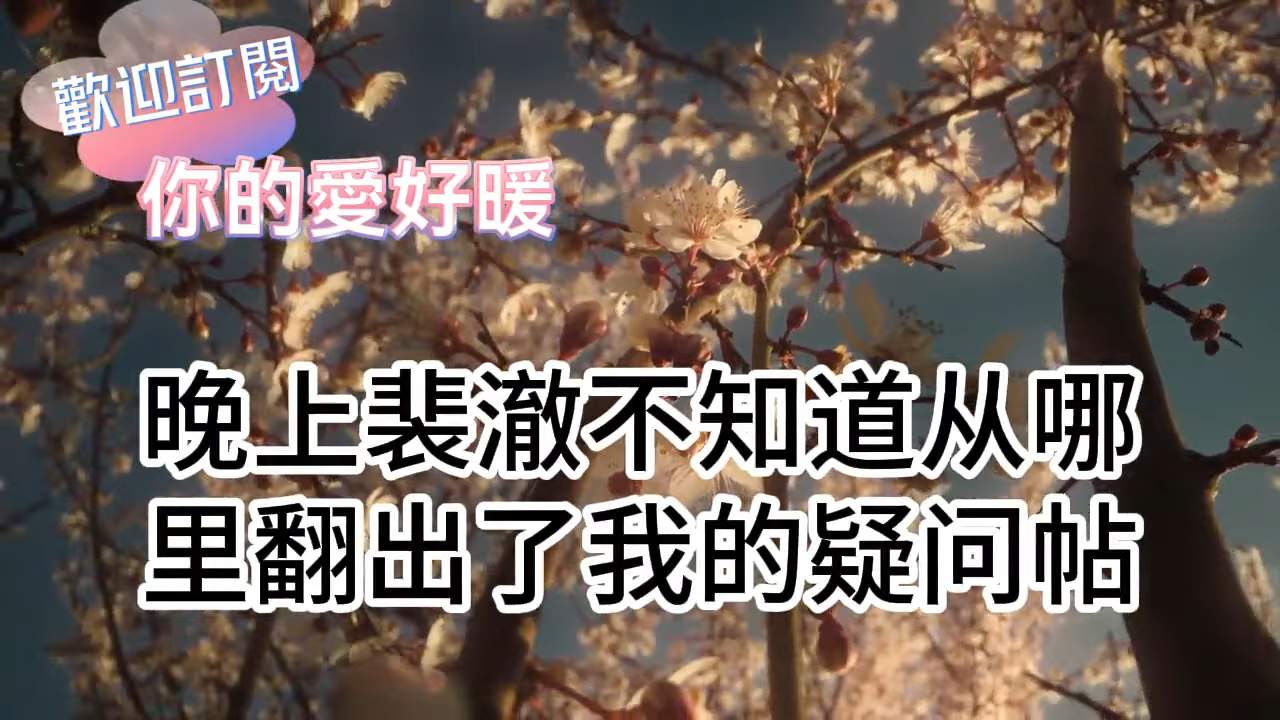 歡迎訂閱
你的愛好暖
晚上裴澈不知道从哪
里翻出了我的疑问帖